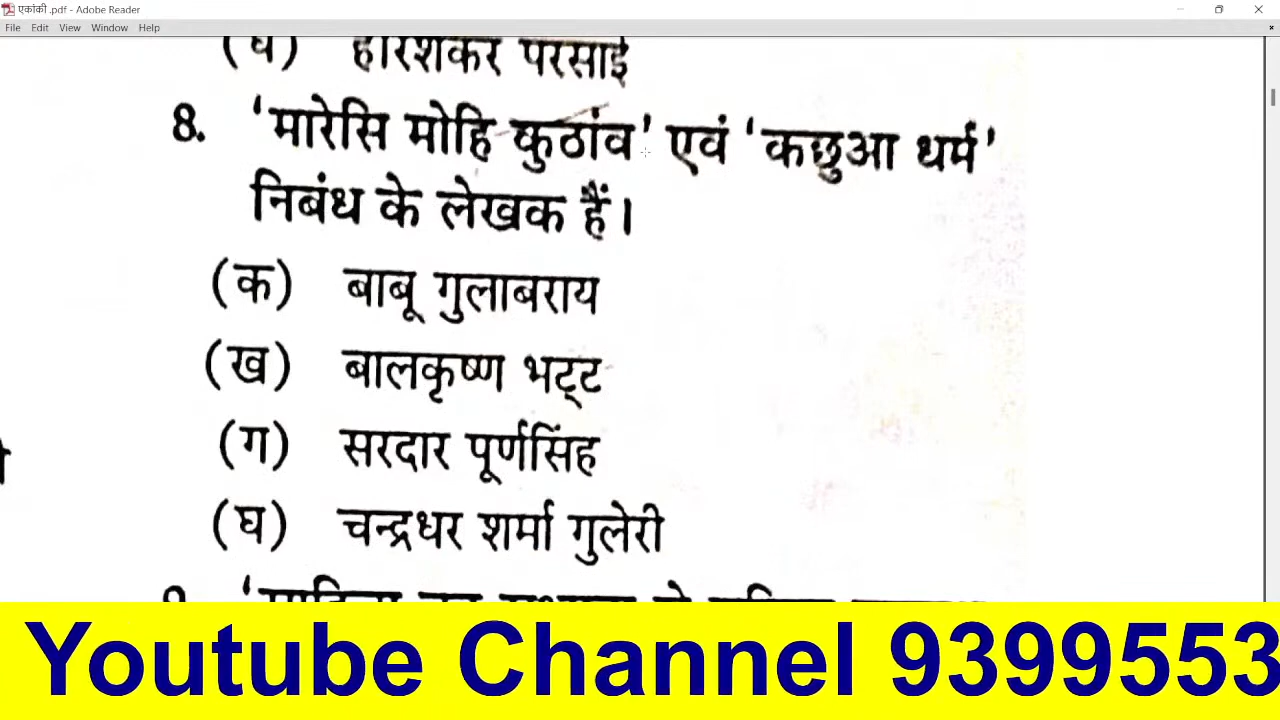 एकांकी .pdf - Adobe Reader
File Edit View Window Help
(घ) हरिशंकर परसाई
8. 'मारेसि मोहि कुठांव' एवं 'कछुआ धर्म'
निबंध के लेखक हैं।
(क) बाबू गुलाबराय
(ख) बालकृष्ण भट्ट
(ग) सरदार पूर्णसिंह
(घ) चन्द्रधर शर्मा गुलेरी
Youtube Channel 9399553